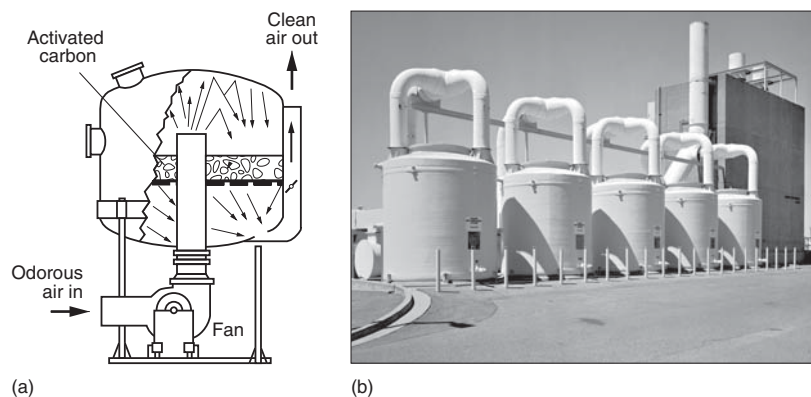 Activated
carbon
Clean
air out
Odorous
air in
Fan
(a)
(b)